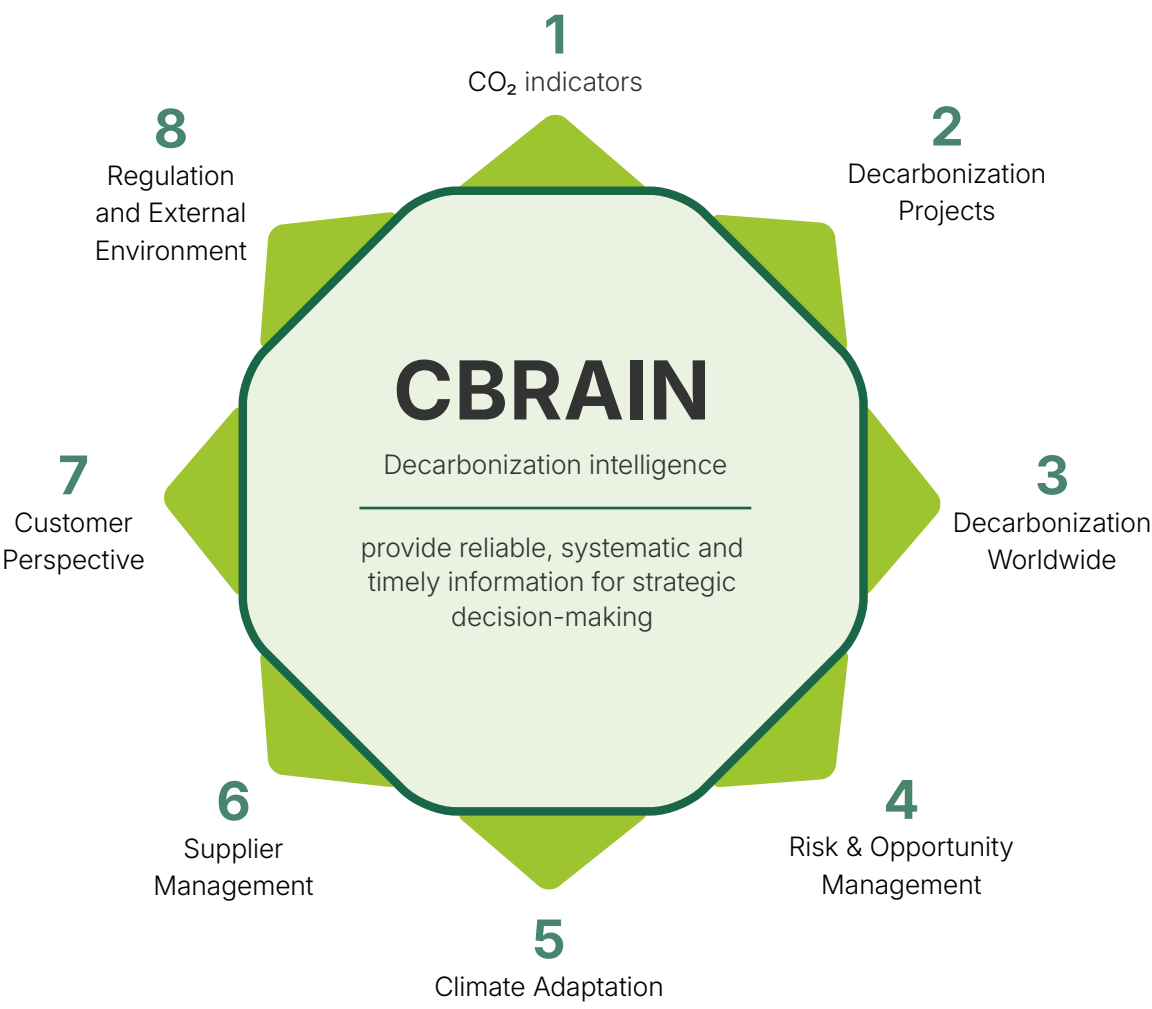 1
CO₂ indicators
2
Decarbonization
Projects
3
Decarbonization
Worldwide
4
Risk & Opportunity
Management
5
Climate Adaptation
6
Supplier
Management
7
Customer
Perspective
8
Regulation
and External
Environment
CBRAIN
Decarbonization intelligence
provide reliable, systematic and
timely information for strategic
decision-making